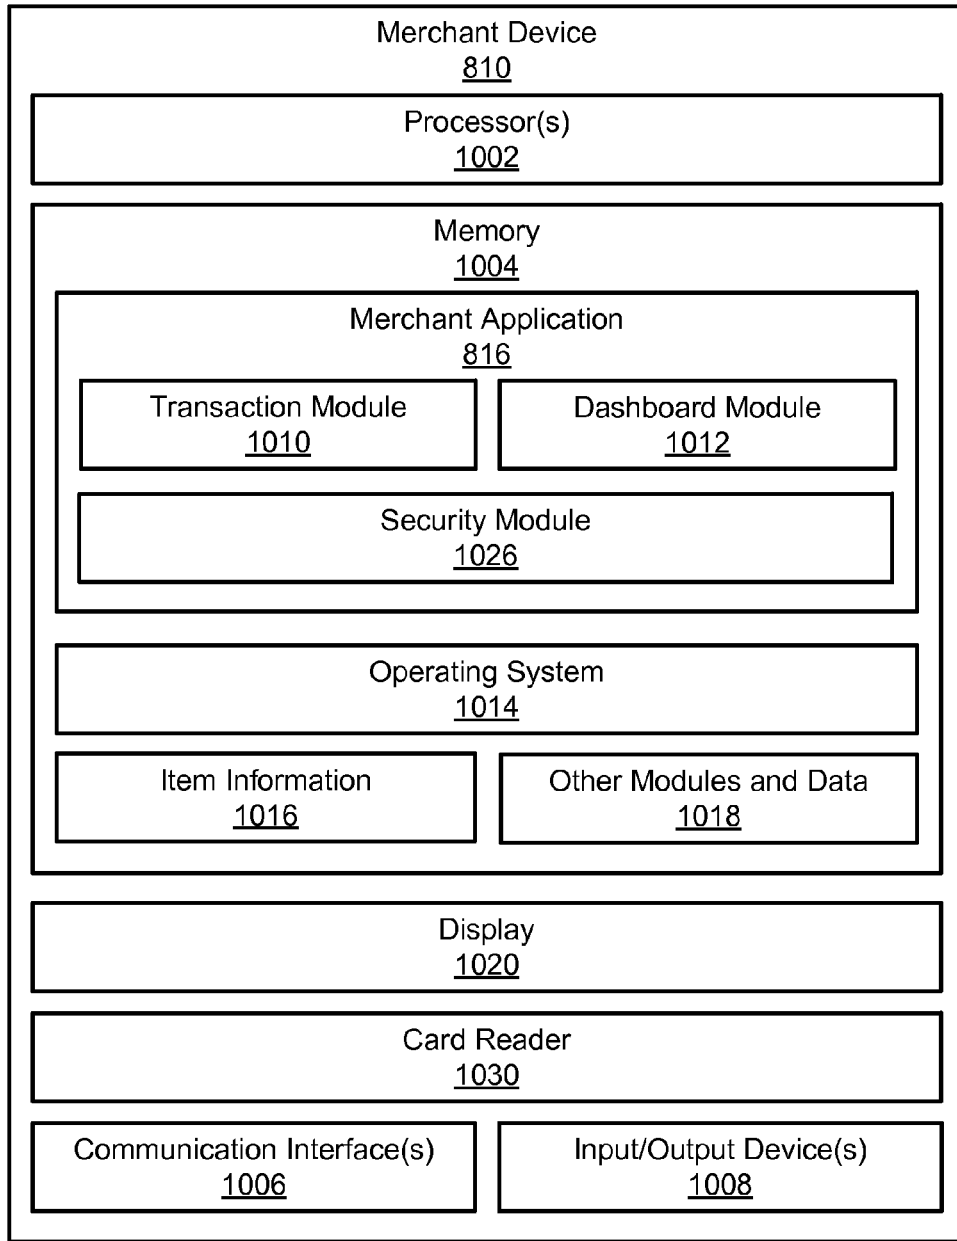 Merchant Device
810
Processor(s)
1002
Memory
1004
Merchant Application
816
Transaction Module
1010
Dashboard Module
1012
Security Module
1026
Operating System
1014
Item Information
1016
Other Modules and Data
1018
Display
1020
Card Reader
1030
Communication Interface(s)
1006
Input/Output Device(s)
1008